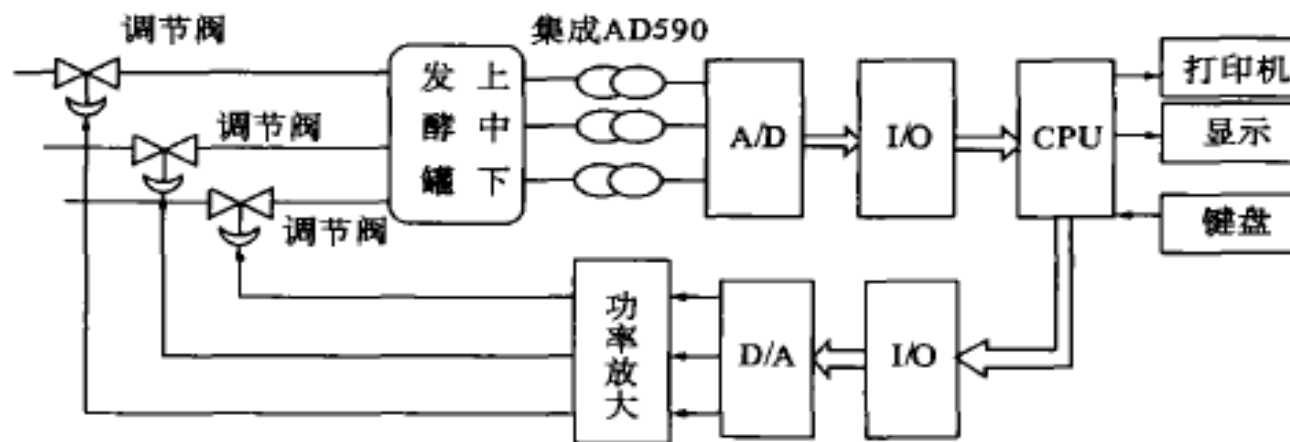 调节阀
集成AD590
调节阀
调节阀
发 上
酵 中
罐 下
A/D
I/O
CPU
打印机
显示
键盘
功率放大
D/A
I/O